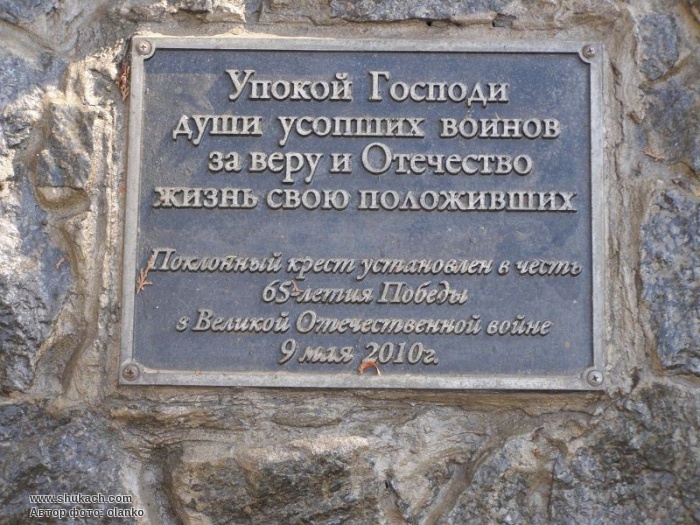 Упокой Господи
души усопших воинов
за веру и Отечество
жизнь свою положивших
Поклонный крест установлен в честь
65-летия Победы
в Великой Отечественной войне
9 мая 2010г.
www.shukach.com
Автор фото: olanko